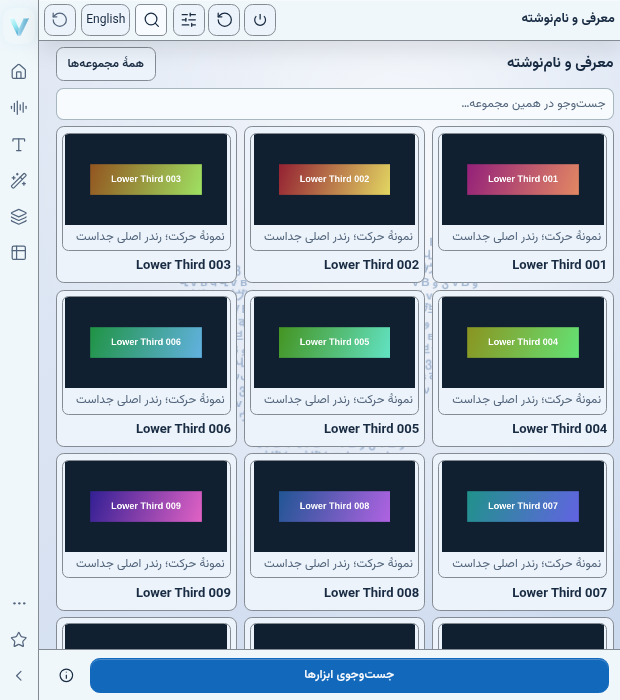 معرفی و نام‌نوشته
English
معرفی و نام‌نوشته
همهٔ مجموعه‌ها
جست‌وجو در همین مجموعه...
Lower Third 001
نمونهٔ حرکت؛ رندر اصلی جداست
Lower Third 001
Lower Third 002
نمونهٔ حرکت؛ رندر اصلی جداست
Lower Third 002
Lower Third 003
نمونهٔ حرکت؛ رندر اصلی جداست
Lower Third 003
Lower Third 004
نمونهٔ حرکت؛ رندر اصلی جداست
Lower Third 004
Lower Third 005
نمونهٔ حرکت؛ رندر اصلی جداست
Lower Third 005
Lower Third 006
نمونهٔ حرکت؛ رندر اصلی جداست
Lower Third 006
Lower Third 007
نمونهٔ حرکت؛ رندر اصلی جداست
Lower Third 007
Lower Third 008
نمونهٔ حرکت؛ رندر اصلی جداست
Lower Third 008
Lower Third 009
نمونهٔ حرکت؛ رندر اصلی جداست
Lower Third 009
جست‌وجوی ابزارها